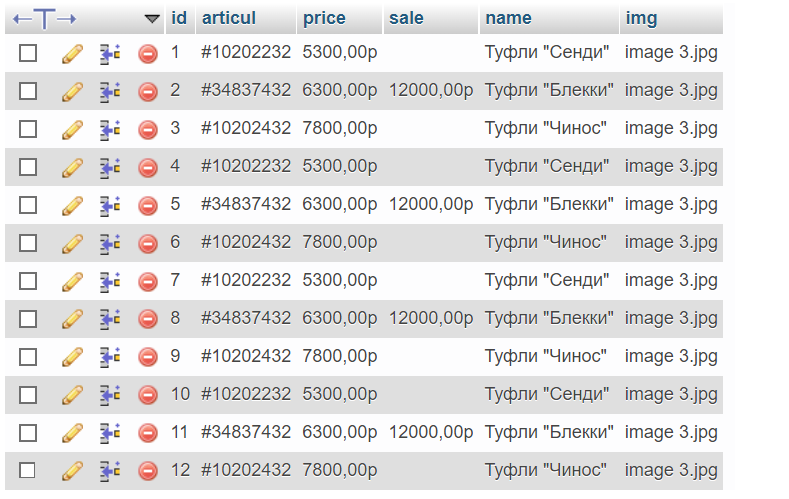 id articul price sale name img
1 #10202232 5300,00р Туфли "Сенди" image 3.jpg
2 #34837432 6300,00р 12000,00р Туфли "Блекки" image 3.jpg
3 #10202432 7800,00р Туфли "Чинос" image 3.jpg
4 #10202232 5300,00р Туфли "Сенди" image 3.jpg
5 #34837432 6300,00р 12000,00р Туфли "Блекки" image 3.jpg
6 #10202432 7800,00р Туфли "Чинос" image 3.jpg
7 #10202232 5300,00р Туфли "Сенди" image 3.jpg
8 #34837432 6300,00р 12000,00р Туфли "Блекки" image 3.jpg
9 #10202432 7800,00р Туфли "Чинос" image 3.jpg
10 #10202232 5300,00р Туфли "Сенди" image 3.jpg
11 #34837432 6300,00р 12000,00р Туфли "Блекки" image 3.jpg
12 #10202432 7800,00р Туфли "Чинос" image 3.jpg